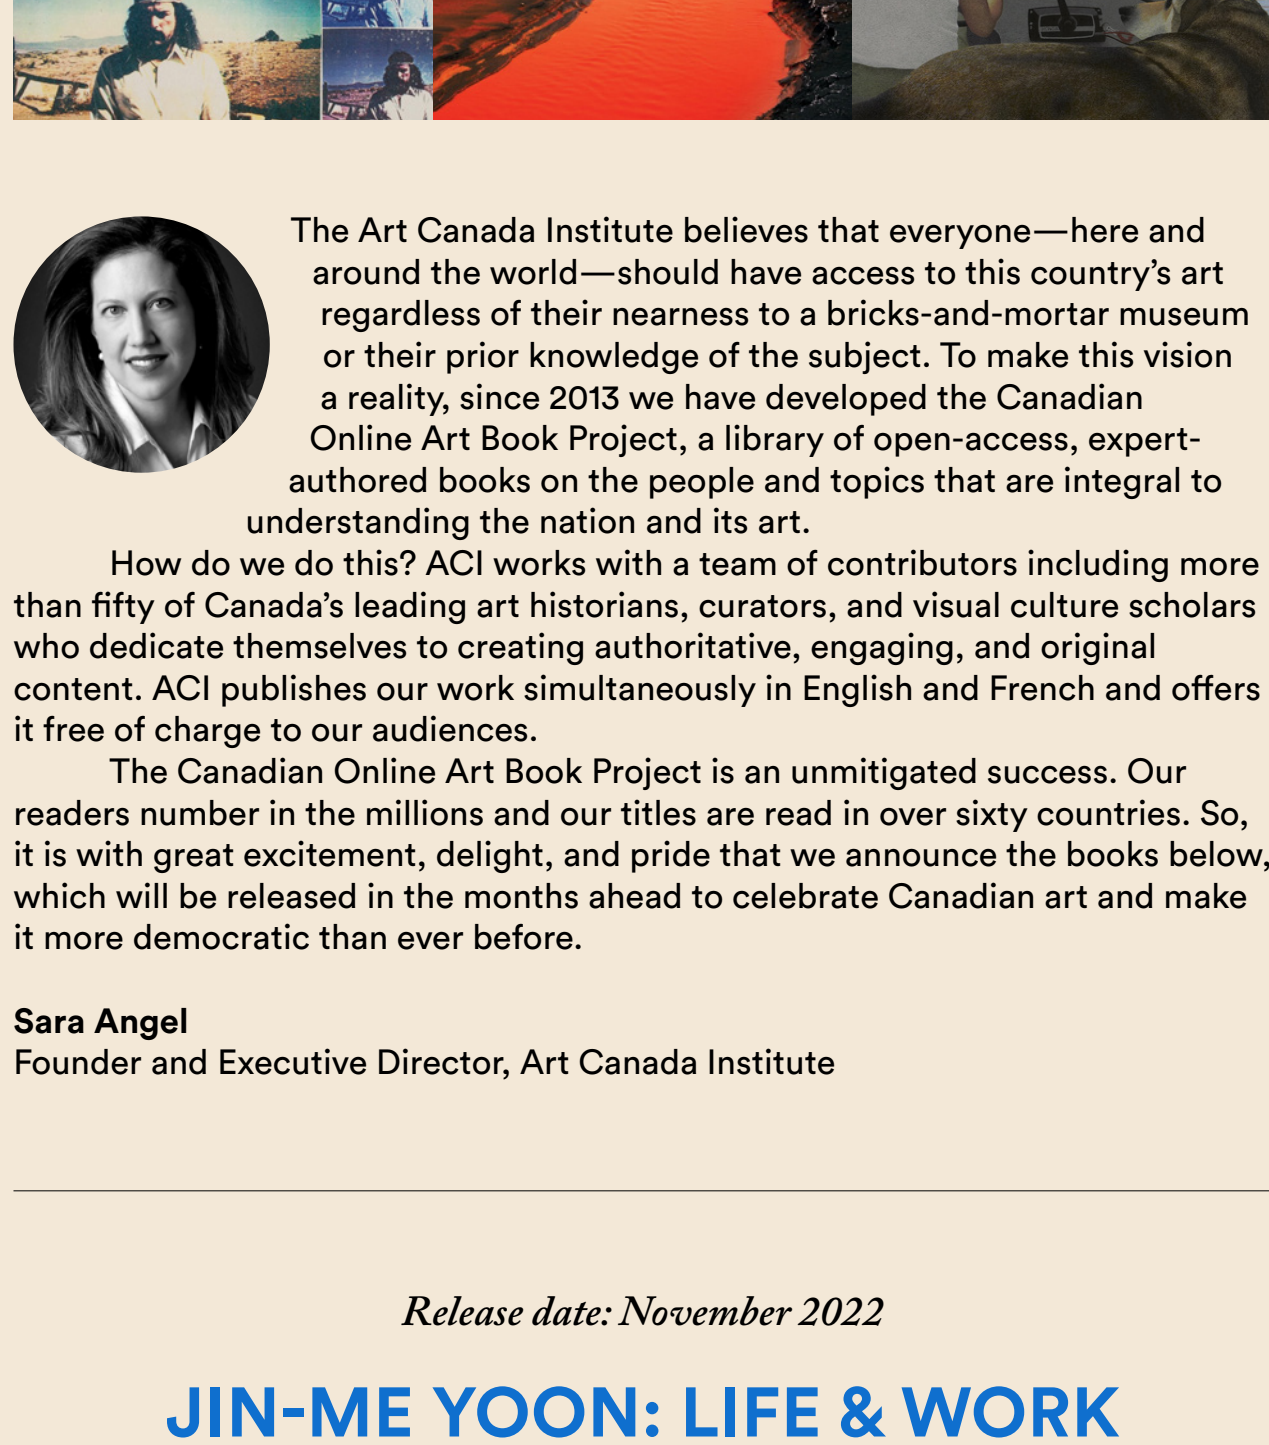 The Art Canada Institute believes that everyone—here and
around the world—should have access to this country’s art
regardless of their nearness to a bricks-and-mortar museum
or their prior knowledge of the subject. To make this vision
a reality, since 2013 we have developed the Canadian
Online Art Book Project, a library of open-access, expert-
authored books on the people and topics that are integral to
understanding the nation and its art.
How do we do this? ACI works with a team of contributors including more
than fifty of Canada’s leading art historians, curators, and visual culture scholars
who dedicate themselves to creating authoritative, engaging, and original
content. ACI publishes our work simultaneously in English and French and offers
it free of charge to our audiences.
The Canadian Online Art Book Project is an unmitigated success. Our
readers number in the millions and our titles are read in over sixty countries. So,
it is with great excitement, delight, and pride that we announce the books below,
which will be released in the months ahead to celebrate Canadian art and make
it more democratic than ever before.
Sara Angel
Founder and Executive Director, Art Canada Institute
Release date: November 2022
JIN-ME YOON: LIFE & WORK